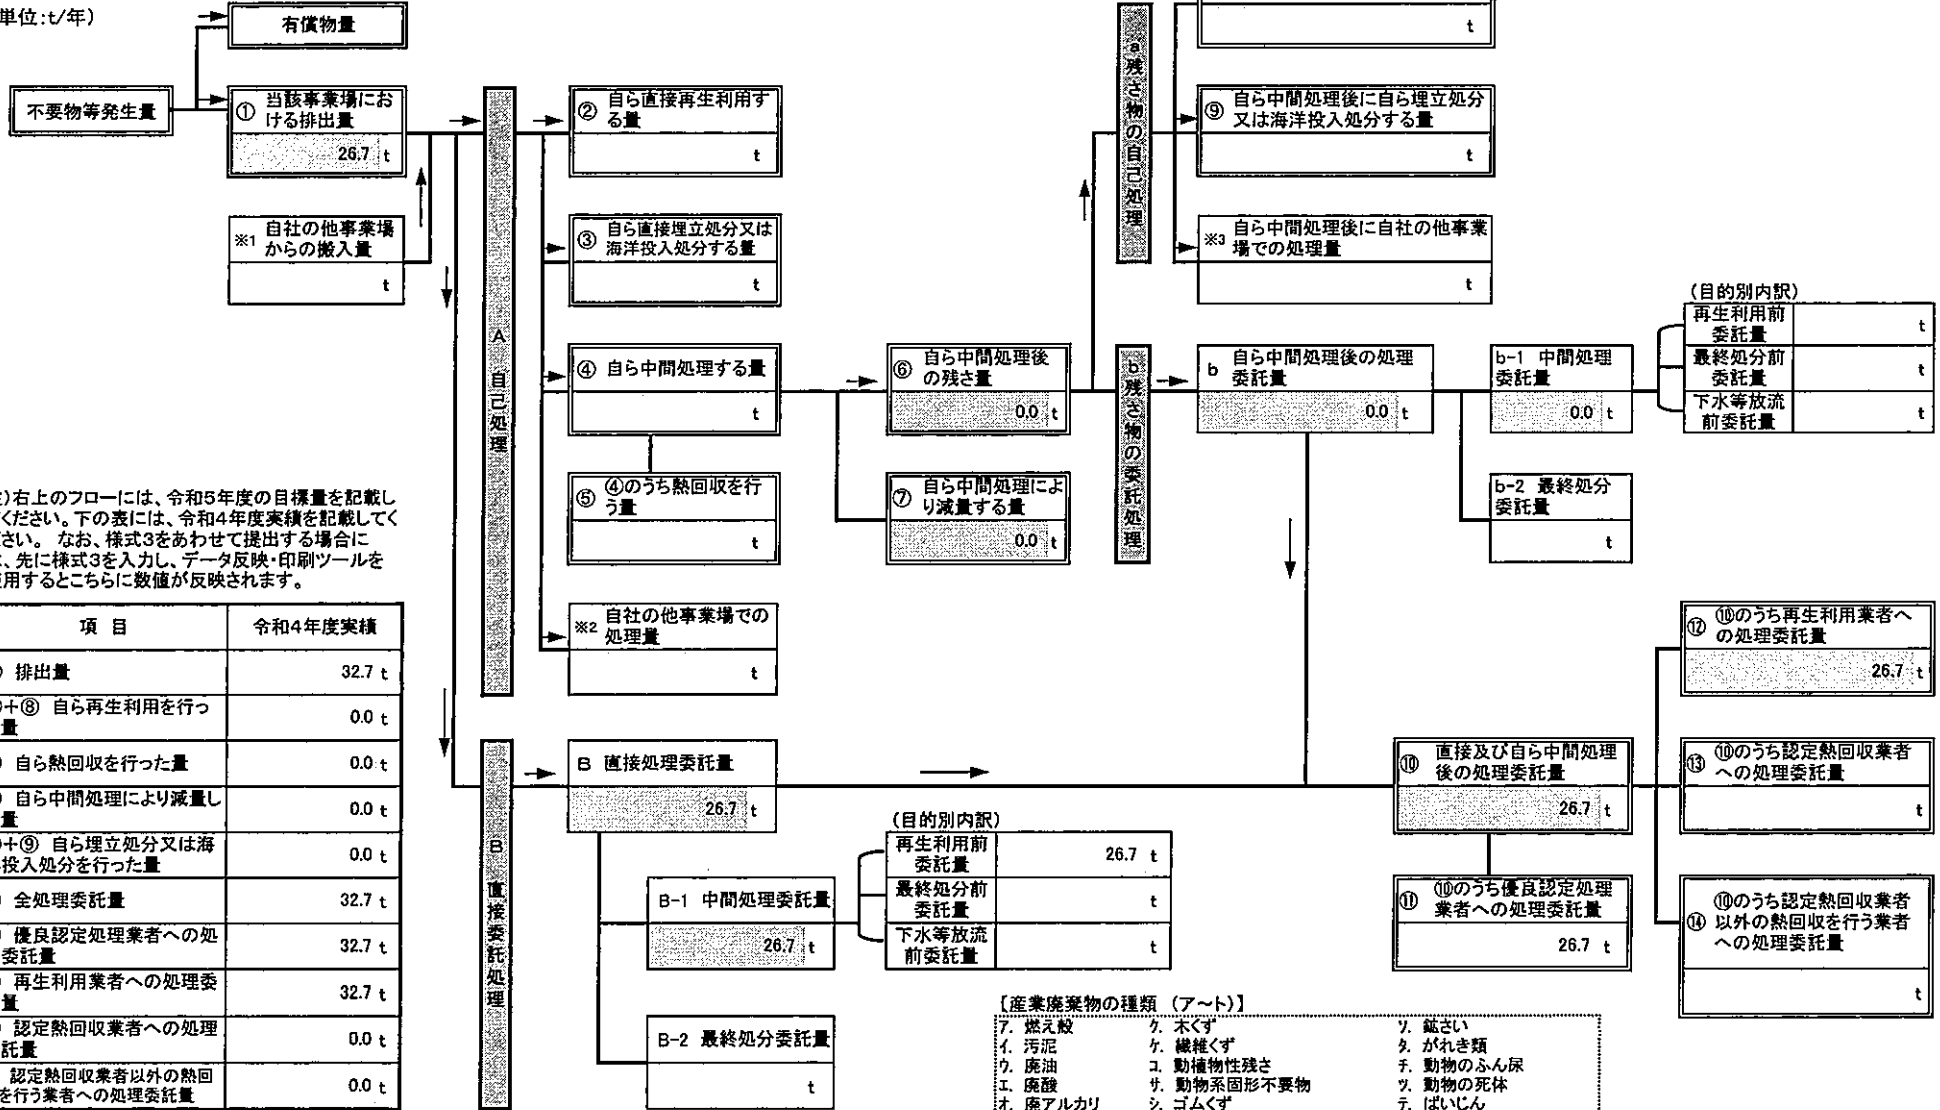 単位:t/年)
有償物量
不要物等発生量
① 当該事業場にお
ける排出量
26.7 t
※1 自社の他事業場
からの搬入量
t
A 自己処理
② 自ら直接再生利用す
る量
t
③ 自ら直接埋立処分又は
海洋投入処分する量
t
④ 自ら中間処理する量
t
⑤ ④のうち熱回収を行
う量
t
※2 自社の他事業場での
処理量
t
⑥ 自ら中間処理後
の残さ量
0.0 t
⑦ 自ら中間処理によ
り減量する量
0.0 t
a 残さ物の自己処理
t
⑨ 自ら中間処理後に自ら埋立処分
又は海洋投入処分する量
t
※3 自ら中間処理後に自社の他事業
場での処理量
t
b 残さ物の委託処理
b 自ら中間処理後の処理
委託量
0.0 t
b-1 中間処理
委託量
0.0 t
(目的別内訳)
再生利用前
委託量
t
最終処分前
委託量
t
下水等放流
前委託量
t
b-2 最終処分
委託量
t
)右上のフローには、令和5年度の目標量を記載し
ください。下の表には、令和4年度実績を記載してく
さい。 なお、様式3をあわせて提出する場合に
、先に様式3を入力し、データ反映・印刷ツールを
用するとこちらに数値が反映されます。
項 目 令和4年度実績
排出量 32.7 t
+⑧ 自ら再生利用を行っ
量 0.0 t
自ら熱回収を行った量 0.0 t
自ら中間処理により減量し
量 0.0 t
+⑨ 自ら埋立処分又は海
投入処分を行った量 0.0 t
全処理委託量 32.7 t
優良認定処理業者への処
委託量 32.7 t
再生利用業者への処理委
量 32.7 t
認定熱回収業者への処理
託量 0.0 t
認定熱回収業者以外の熱回
を行う業者への処理委託量 0.0 t
B 直接委託処理
B 直接処理委託量
26.7 t
B-1 中間処理委託量
26.7 t
(目的別内訳)
再生利用前
委託量
26.7 t
最終処分前
委託量
t
下水等放流
前委託量
t
B-2 最終処分委託量
t
⑩ 直接及び自ら中間処理
後の処理委託量
26.7 t
⑪ ⑩のうち優良認定処理
業者への処理委託量
26.7 t
⑫ ⑩のうち再生利用業者へ
の処理委託量
26.7 t
⑬ ⑩のうち認定熱回収業者
への処理委託量
t
⑭ ⑩のうち認定熱回収業者
以外の熱回収を行う業者
への処理委託量
t
【産業廃棄物の種類 (ア～ト)】
ア. 燃え殻 ク. 木くず ソ. 鉱さい
イ. 汚泥 ケ. 繊維くず タ. がれき類
ウ. 廃油 コ. 動植物性残さ チ. 動物のふん尿
エ. 廃酸 サ. 動物系固形不要物 ツ. 動物の死体
オ. 廃アルカリ シ. ゴムくず テ. ばいじん